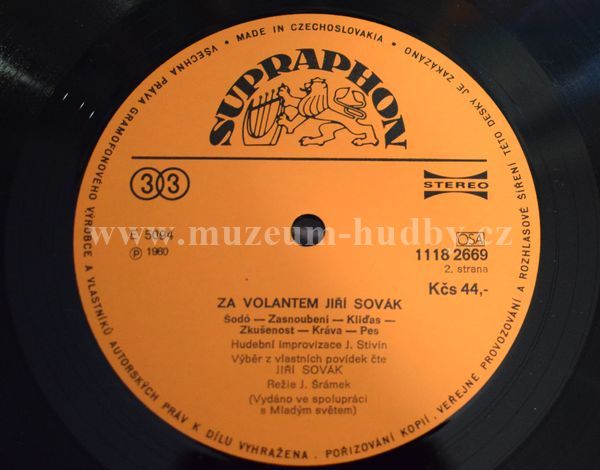 MADE IN CZECHOSLOVAKIA • VŠECHNA PRÁVA GRAMOFONOVÉHO VÝROBCE A VLASTNÍKŮ AUTORSKÝCH PRÁV K DÍLU VYHRAŽENA. POŘIZOVÁNÍ KOPIÍ, VEŘEJNÉ PROVOZOVÁNÍ A ROZHLASOVÉ ŠÍŘENÍ TÉTO DESKY JE ZAKÁZÁNO •
SUPRAPHON
33
STEREO
www.muzeum-hudby.cz
E 5094
OSA
Ⓟ 1980
1118 2669
2. strana
Kčs 44,-
ZA VOLANTEM JIŘÍ SOVÁK
Sodó — Zasnoubení — Kliďas —
Zkušenost — Kráva — Pes
Hudební improvizace J. Stivín
Výběr z vlastních povídek čte
JIŘÍ SOVÁK
Režie J. Šrámek
(Vydáno ve spolupráci
s Mladým světem)